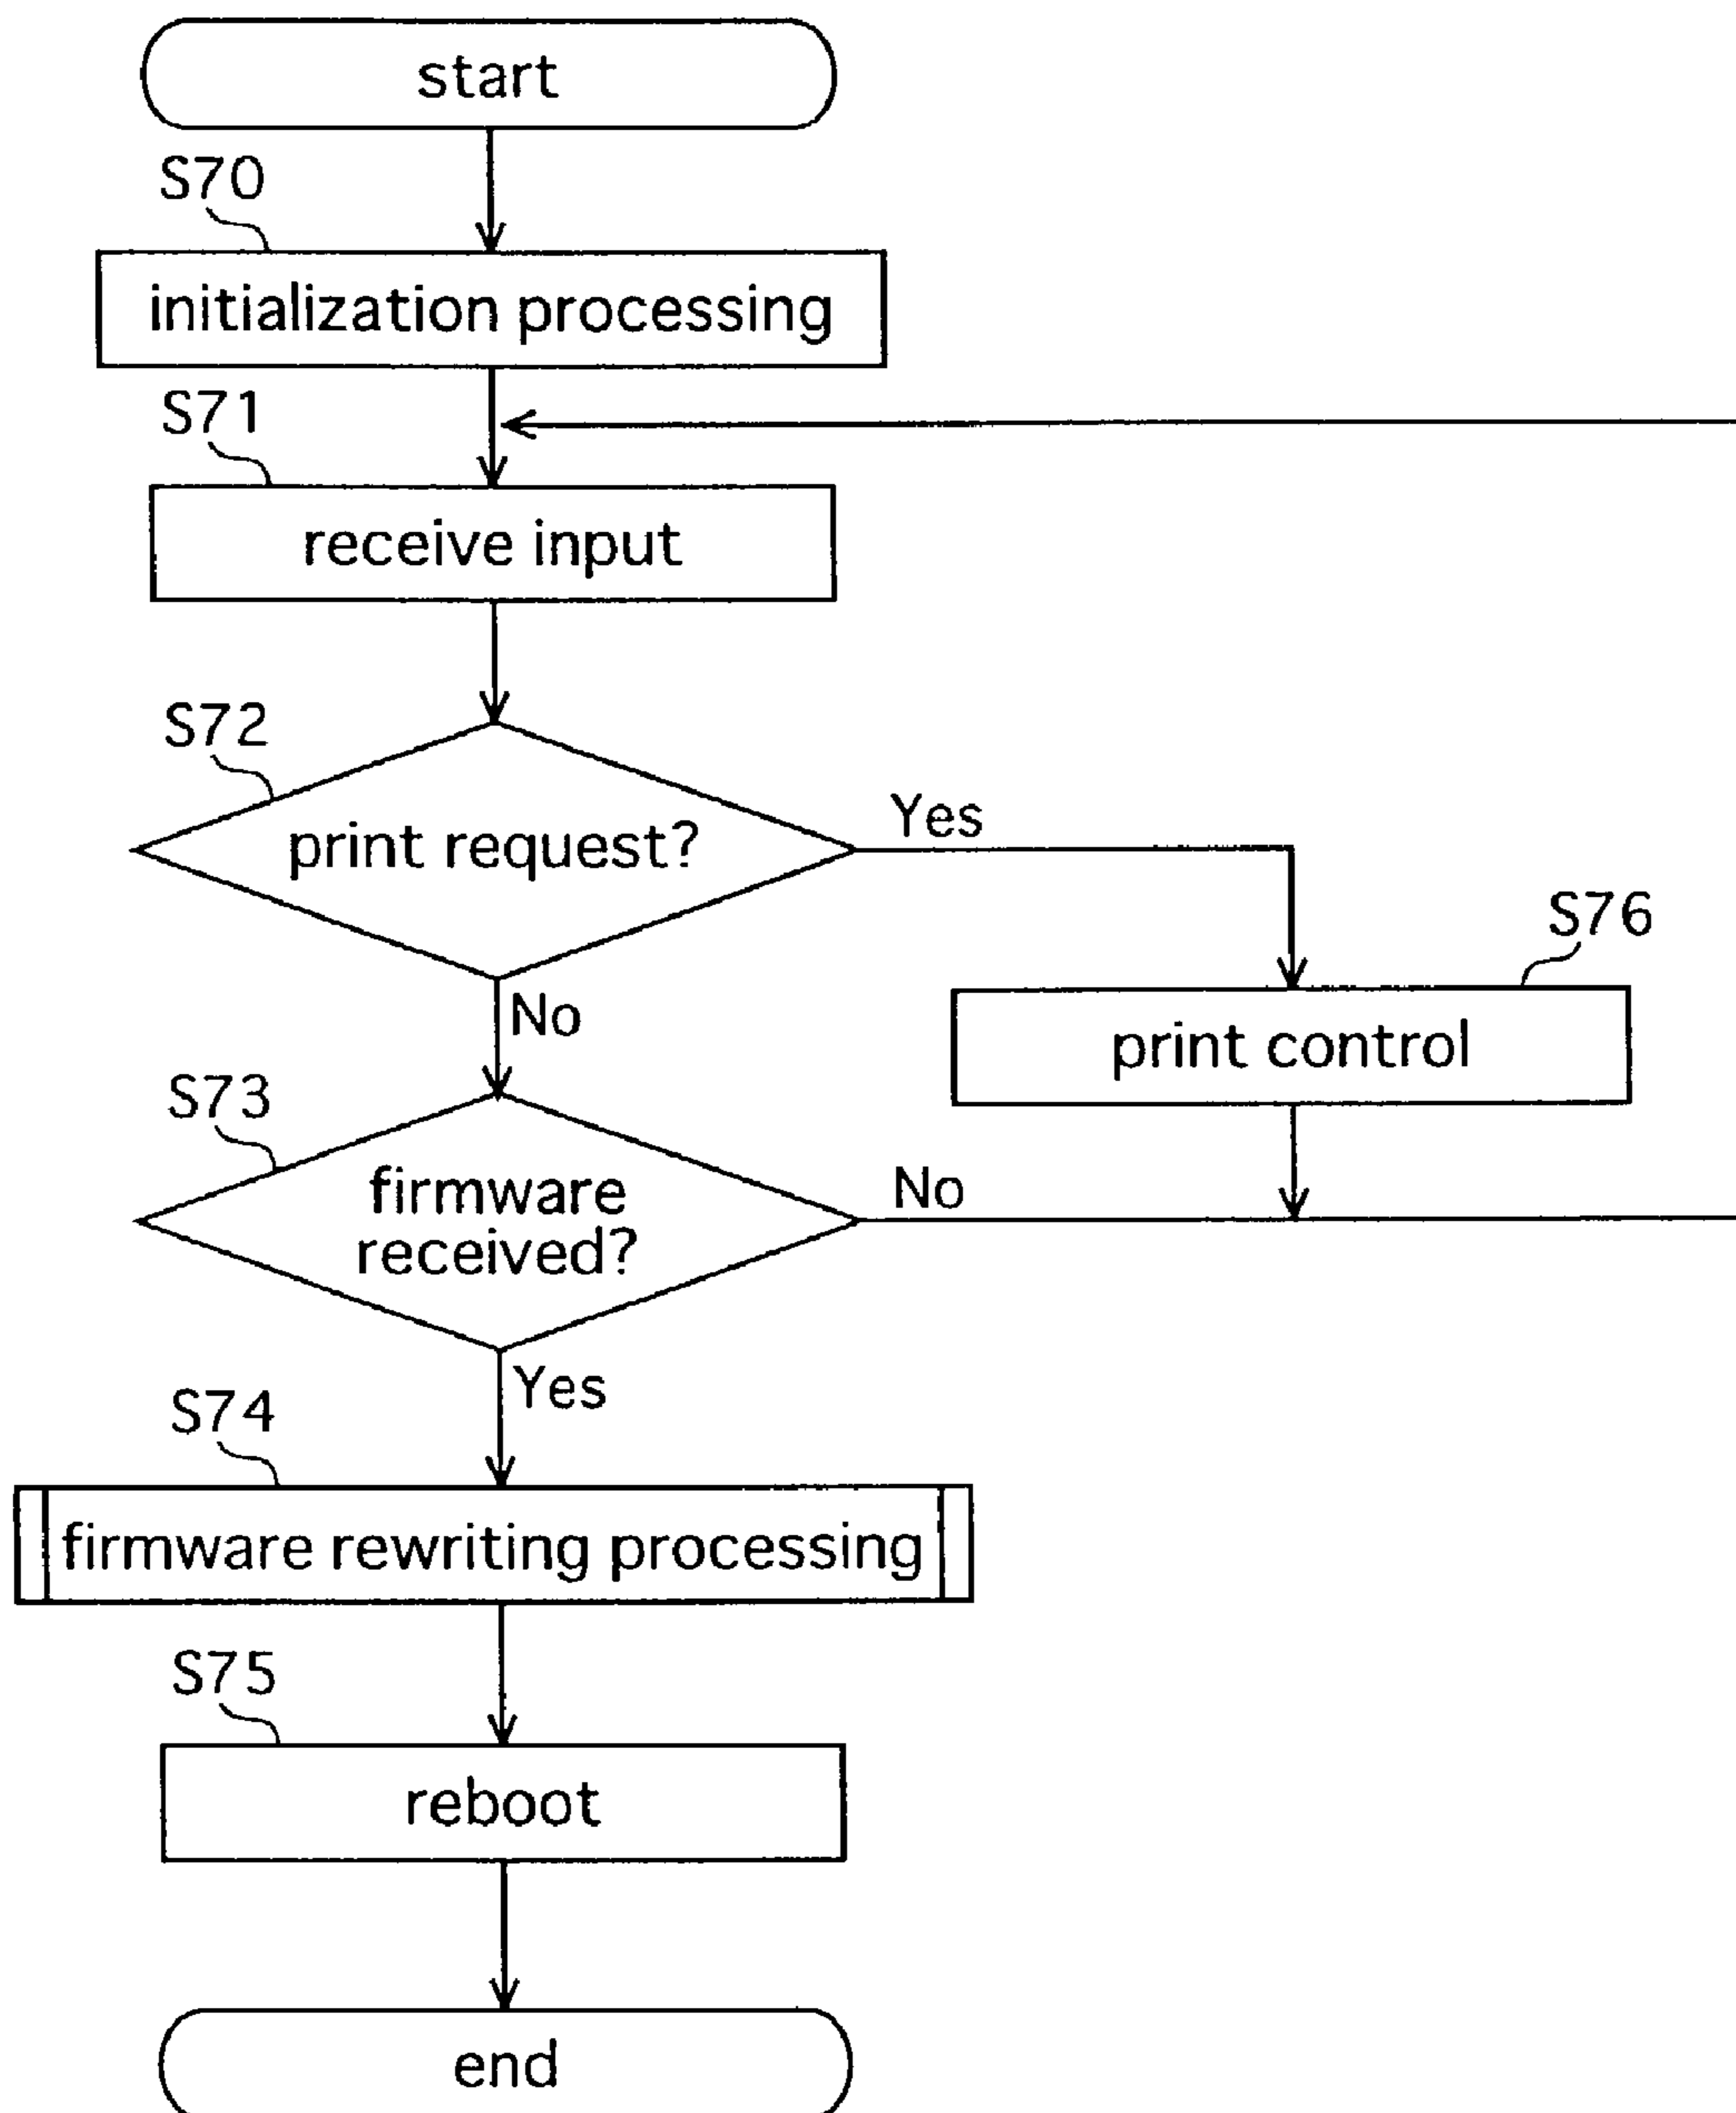 start
S70
initialization processing
S71
receive input
S72
print request?
Yes
S76
print control
No
S73
firmware
received?
No
Yes
S74
firmware rewriting processing
S75
reboot
end